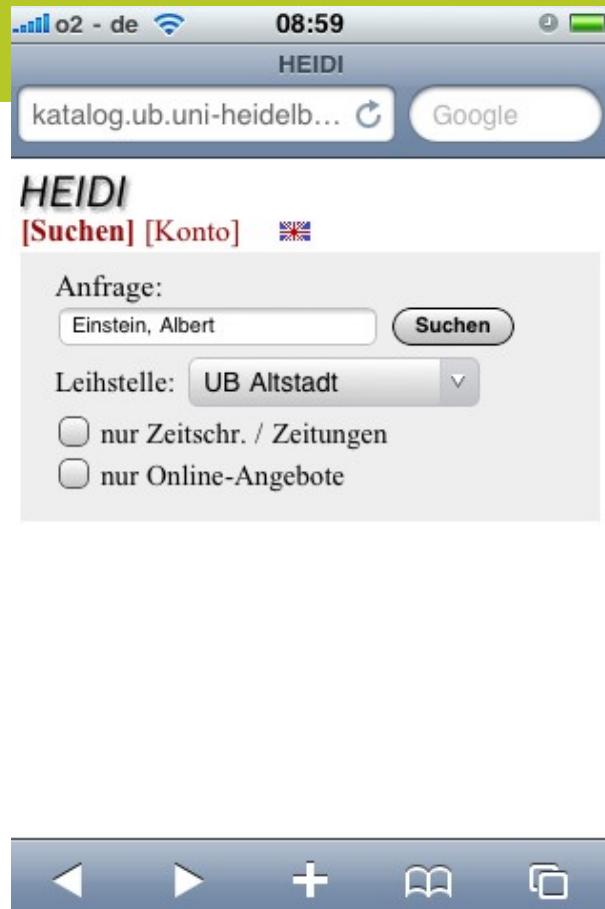 o2 - de 08:59
HEIDI
katalog.ub.uni-heidelb... Google
HEIDI
[Suchen] [Konto]
Anfrage:
Einstein, Albert Suchen
Leihstelle: UB Altstadt
nur Zeitschr. / Zeitungen
nur Online-Angebote